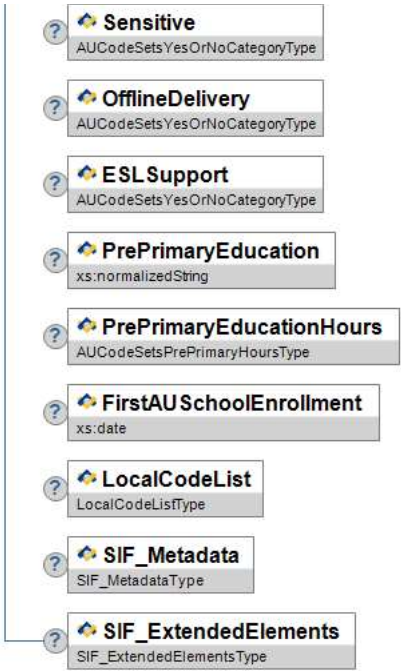 ? Sensitive
AUCodeSetsYesOrNoCategoryType
? OfflineDelivery
AUCodeSetsYesOrNoCategoryType
? ESLSupport
AUCodeSetsYesOrNoCategoryType
? PrePrimaryEducation
xs:normalizedString
? PrePrimaryEducationHours
AUCodeSetsPrePrimaryHoursType
? FirstAUSchoolEnrollment
xs:date
? LocalCodeList
LocalCodeListType
? SIF_Metadata
SIF_MetadataType
? SIF_ExtendedElements
SIF_ExtendedElementsType